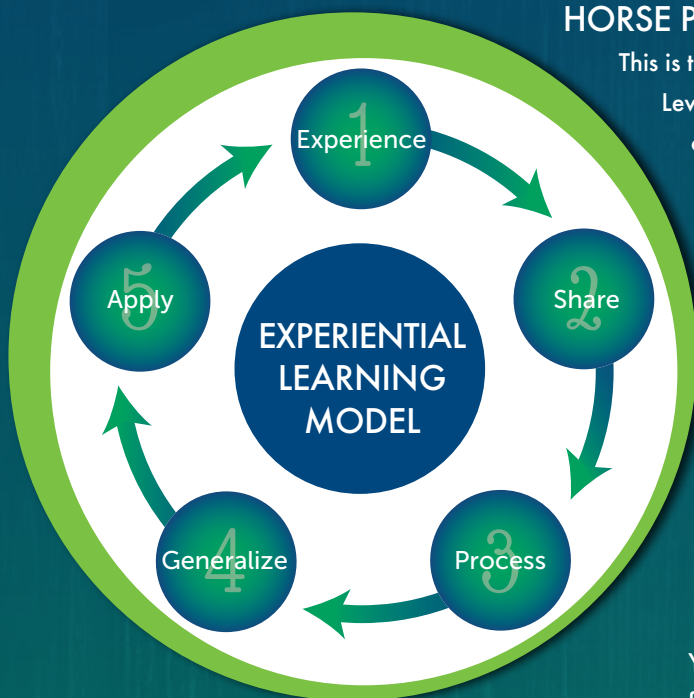 HORSE P
This is t
Lev
1
Experience
2
Share
3
Process
4
Generalize
5
Apply
EXPERIENTIAL
LEARNING
MODEL